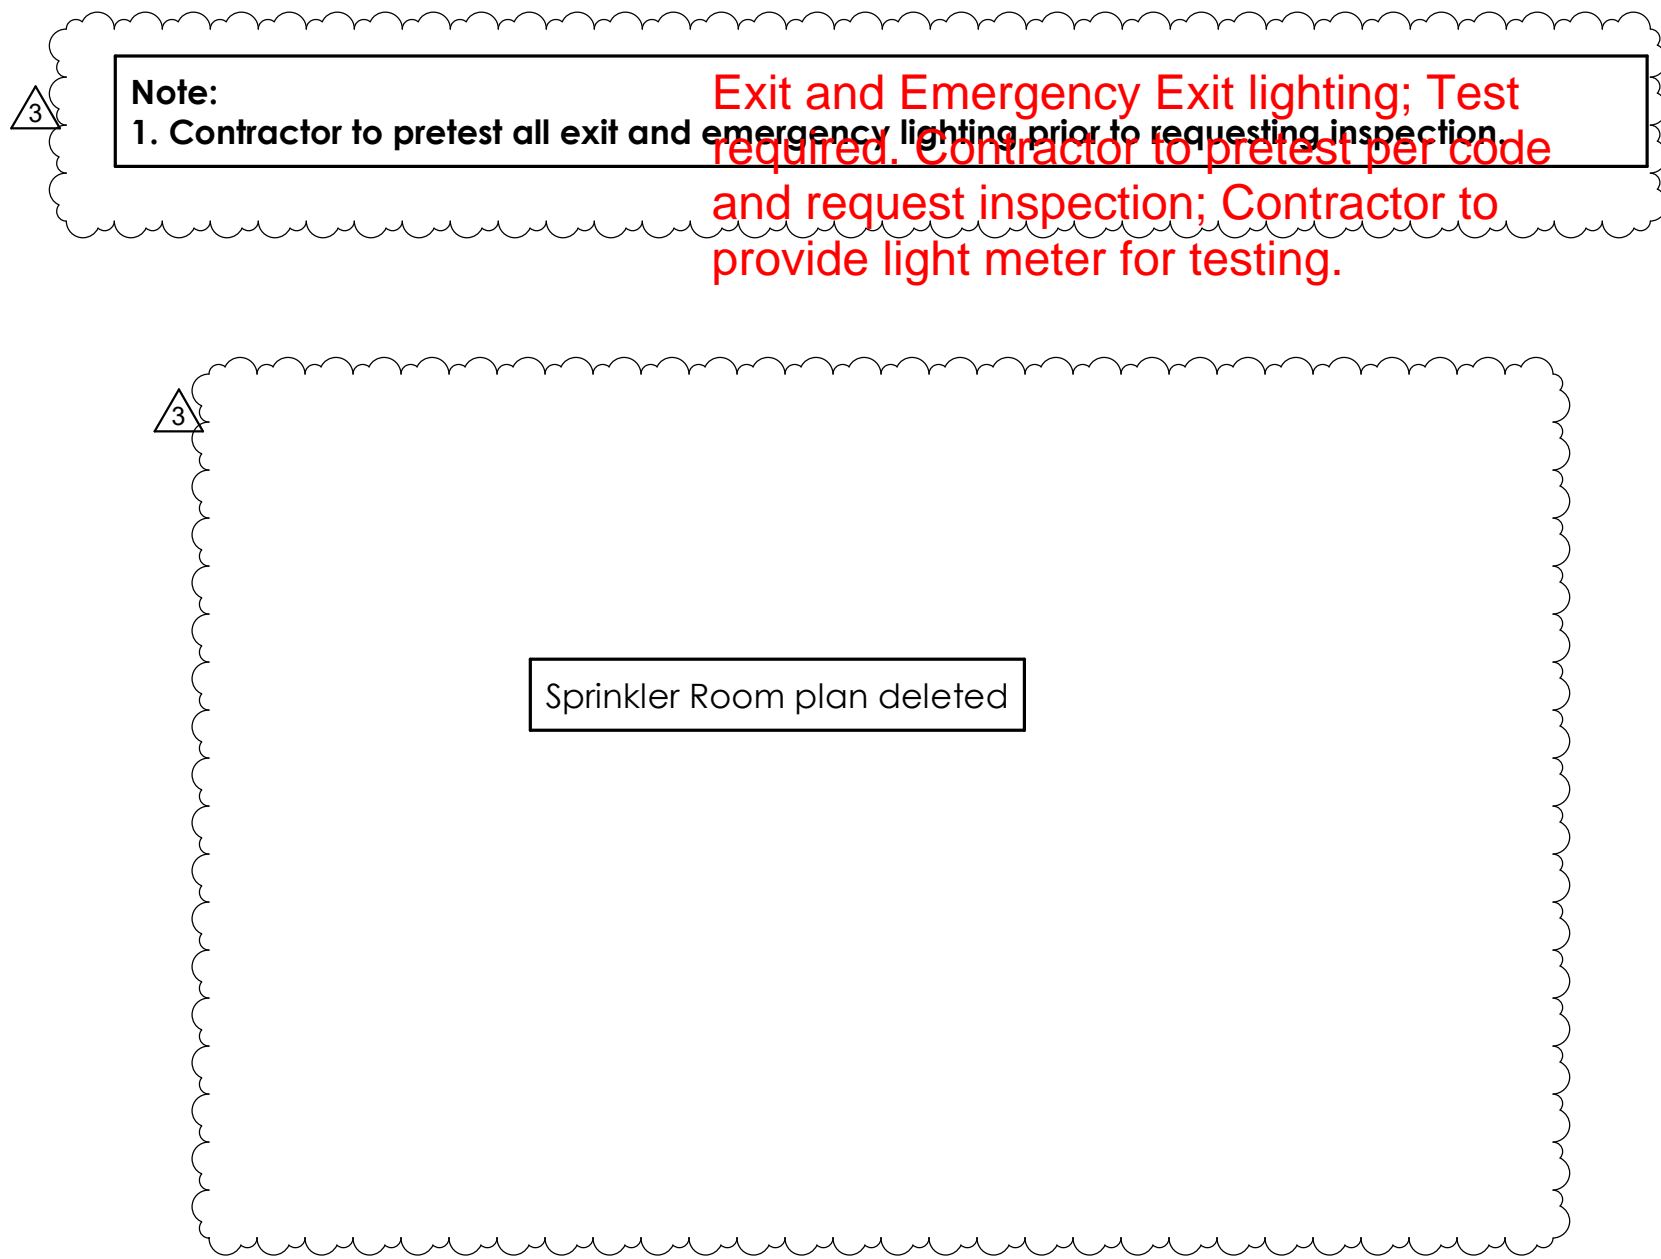 3
Note:
1. Contractor to pretest all exit and emergency lighting prior to requesting inspection.
Exit and Emergency Exit lighting; Test
required. Contractor to pretest per code
and request inspection; Contractor to
provide light meter for testing.
3
Sprinkler Room plan deleted